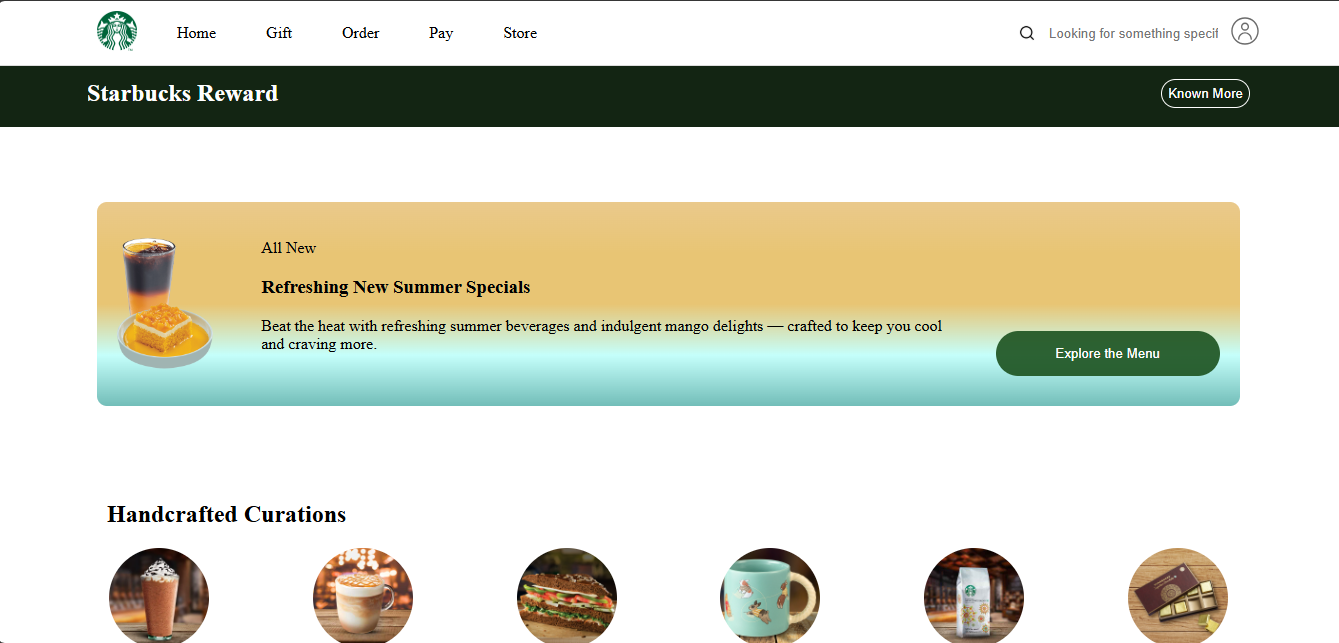 Home Gift Order Pay Store Looking for something specif
Starbucks Reward Known More
All New
Refreshing New Summer Specials
Beat the heat with refreshing summer beverages and indulgent mango delights — crafted to keep you cool
and craving more.
Explore the Menu
Handcrafted Curations